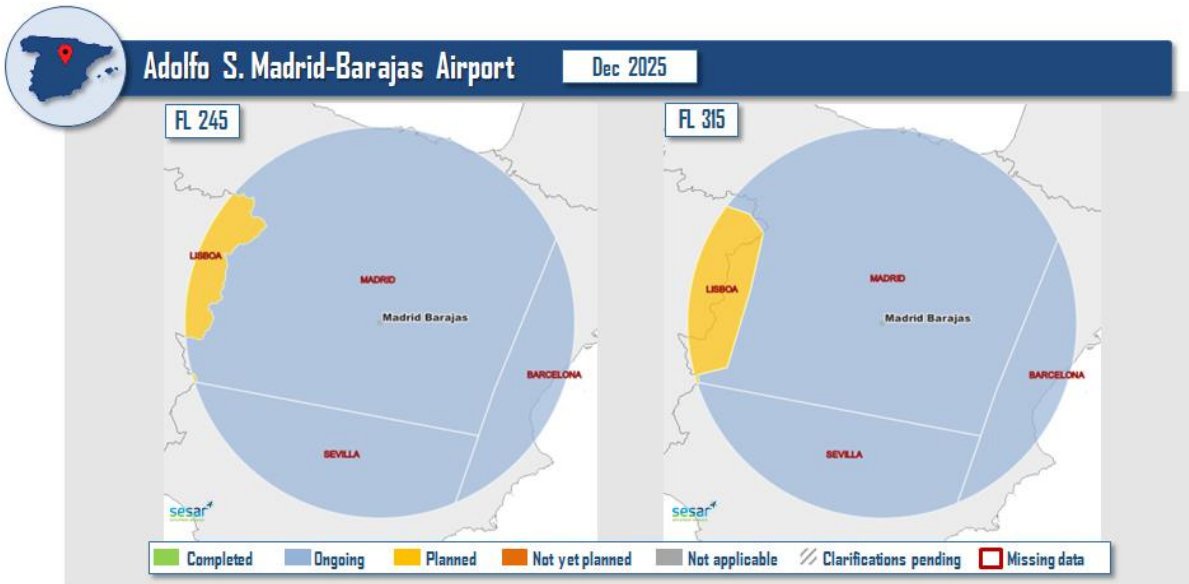 Adolfo S. Madrid-Barajas Airport
Dec 2025
FL 245
FL 315
LISBOA
MADRID
Madrid Barajas
BARCELONA
SEVILLA
sesar
LISBOA
MADRID
Madrid Barajas
BARCELONA
SEVILLA
sesar
Completed
Ongoing
Planned
Not yet planned
Not applicable
Clarifications pending
Missing data